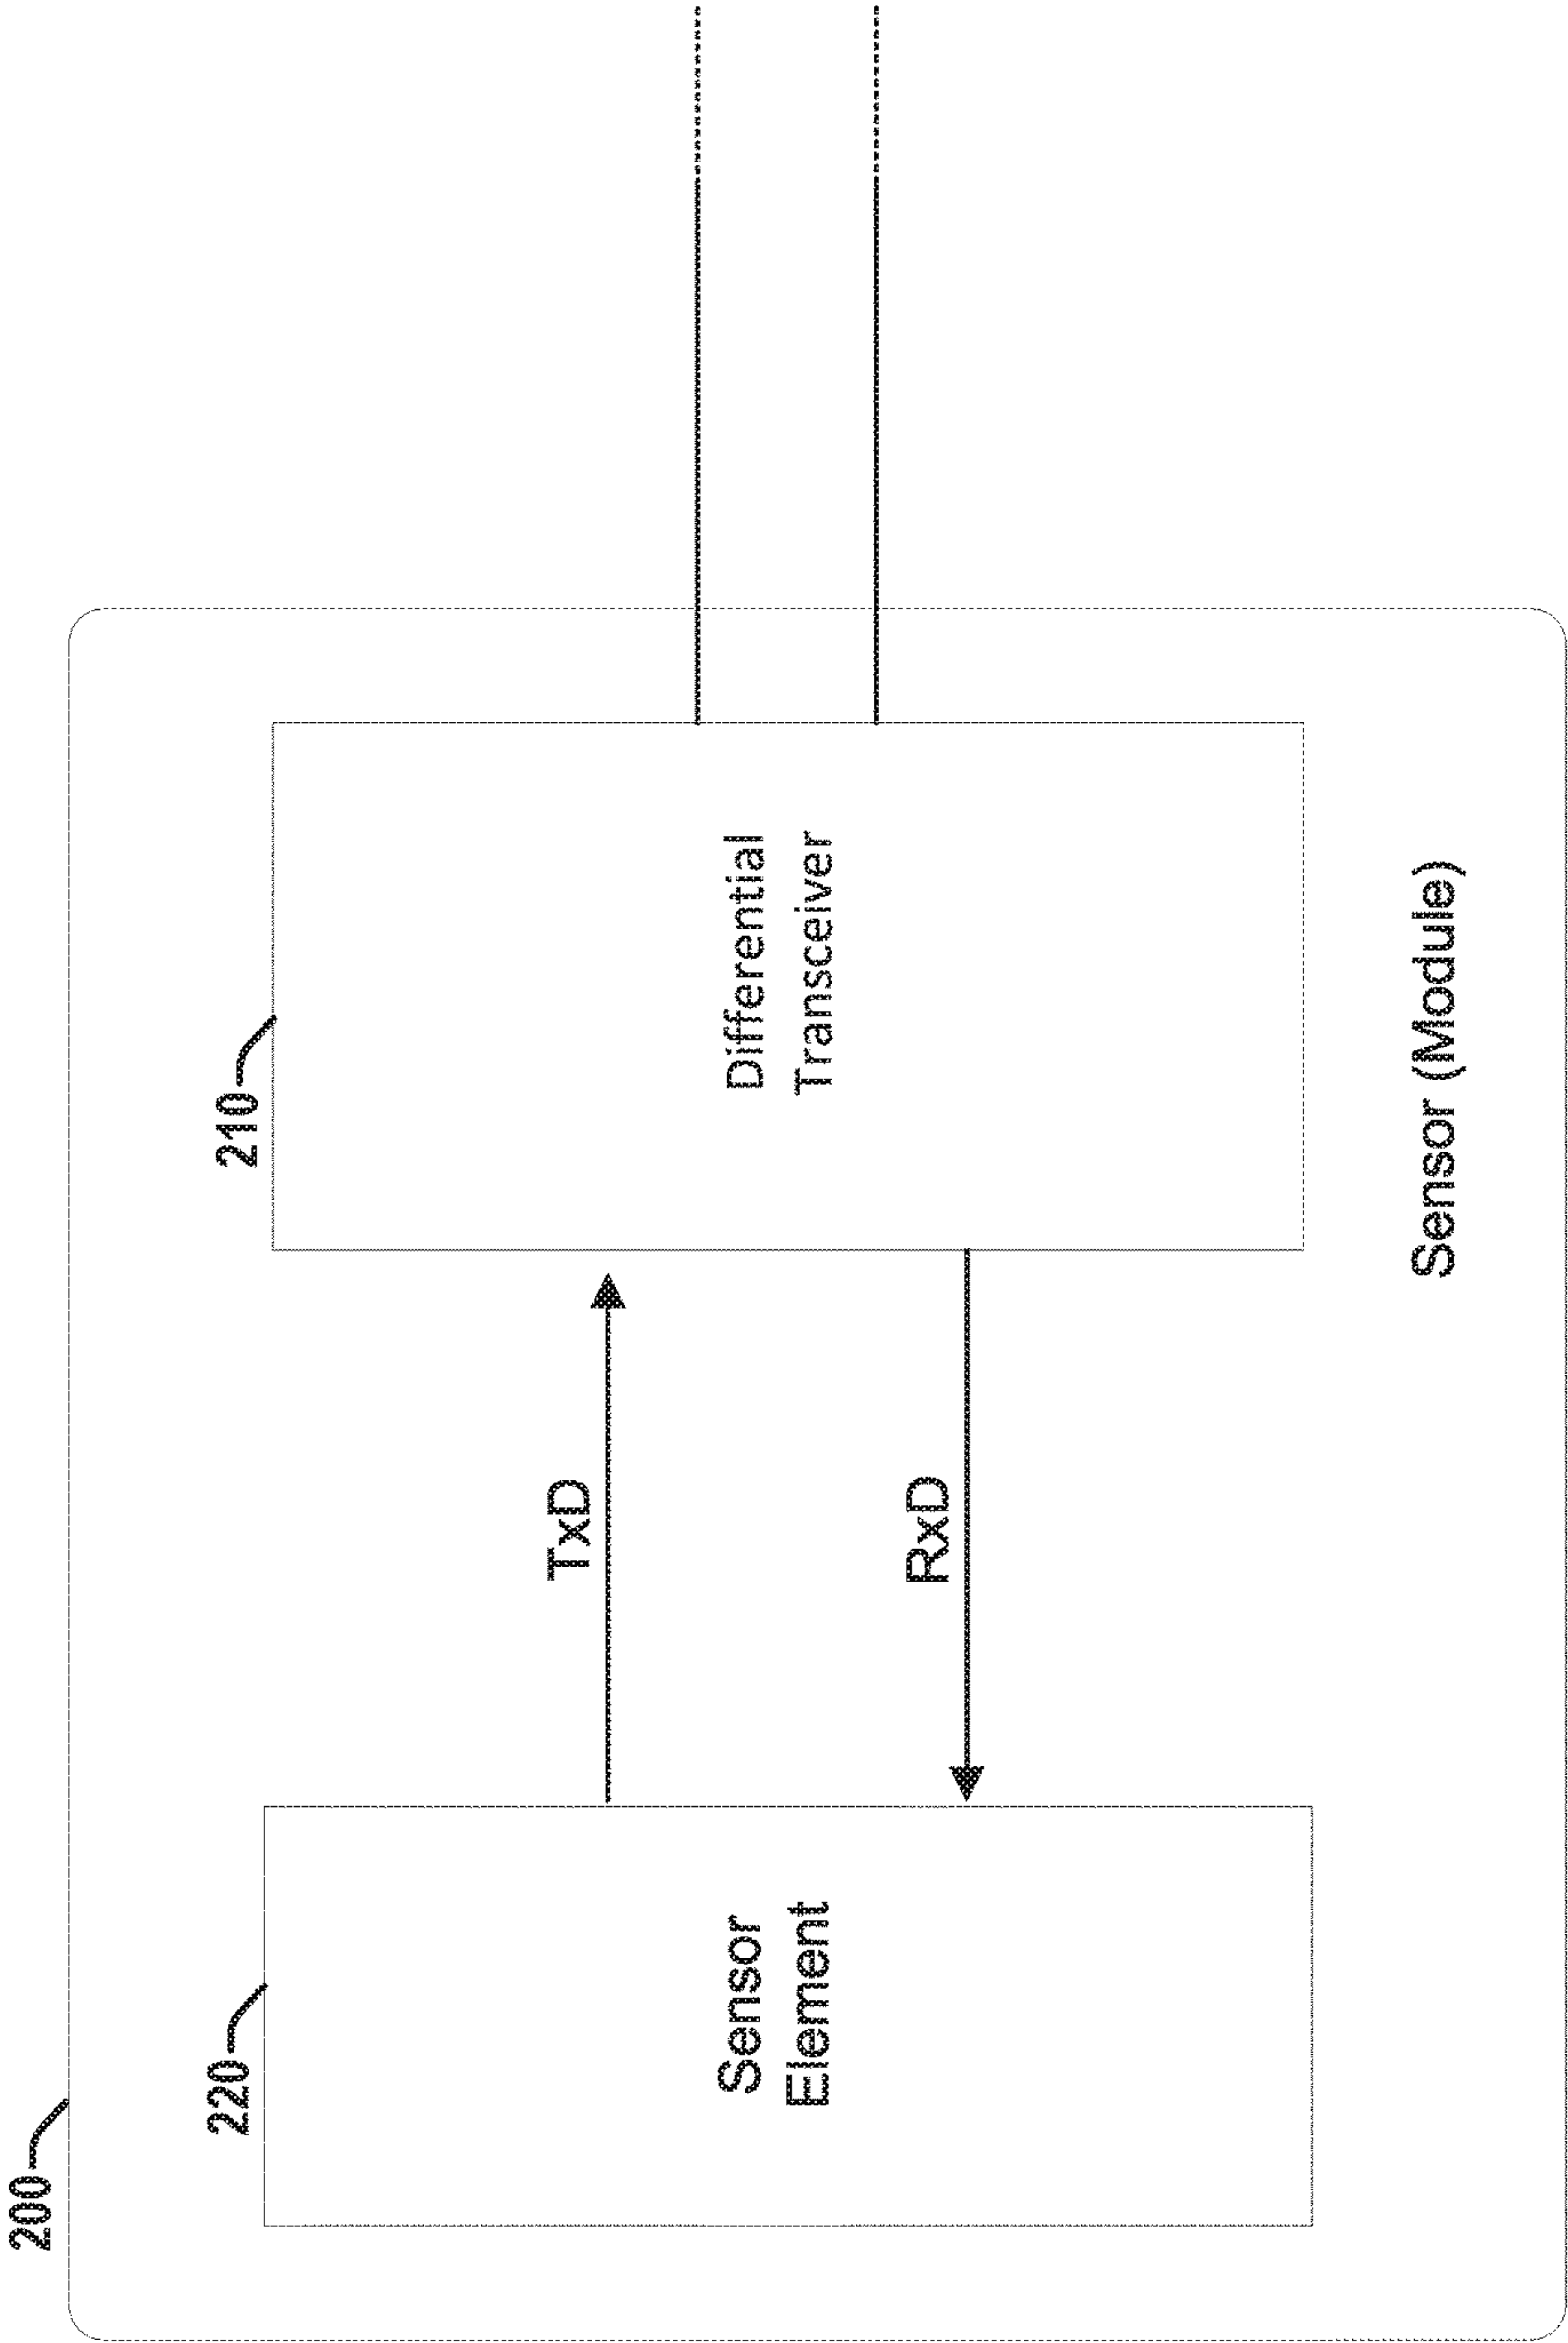 200
220
210
Sensor
Element
TxD
RxD
Differential
Transceiver
Sensor (Module)